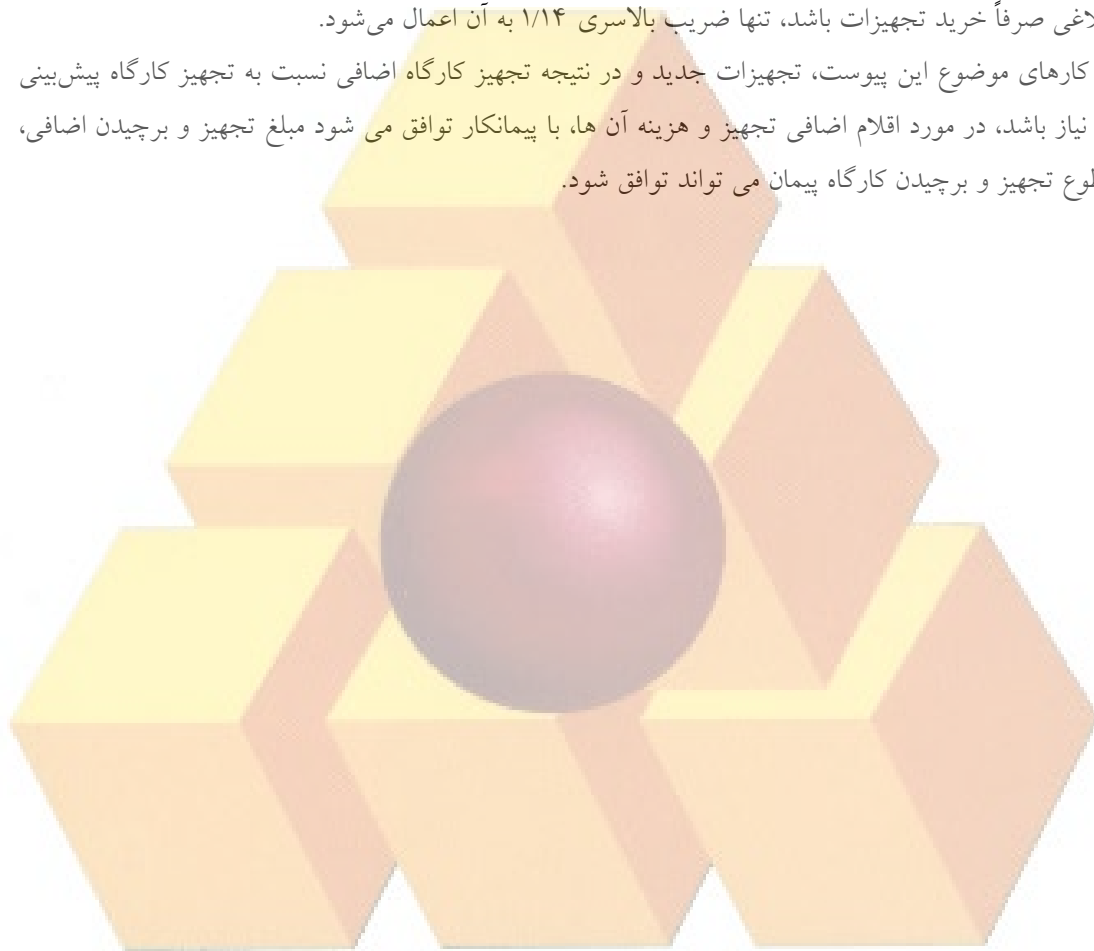 لاغی صرفاً خرید تجهیزات باشد، تنها ضریب بالاسری ۱/۱۴ به آن اعمال می‌شود.
کارهای موضوع این پیوست، تجهیزات جدید و در نتیجه تجهیز کارگاه اضافی نسبت به تجهیز کارگاه پیش‌بینی
نیاز باشد، در مورد اقلام اضافی تجهیز و هزینه آن ها، با پیمانکار توافق می شود مبلغ تجهیز و برچیدن اضافی،
طوع تجهیز و برچیدن کارگاه پیمان می تواند توافق شود.